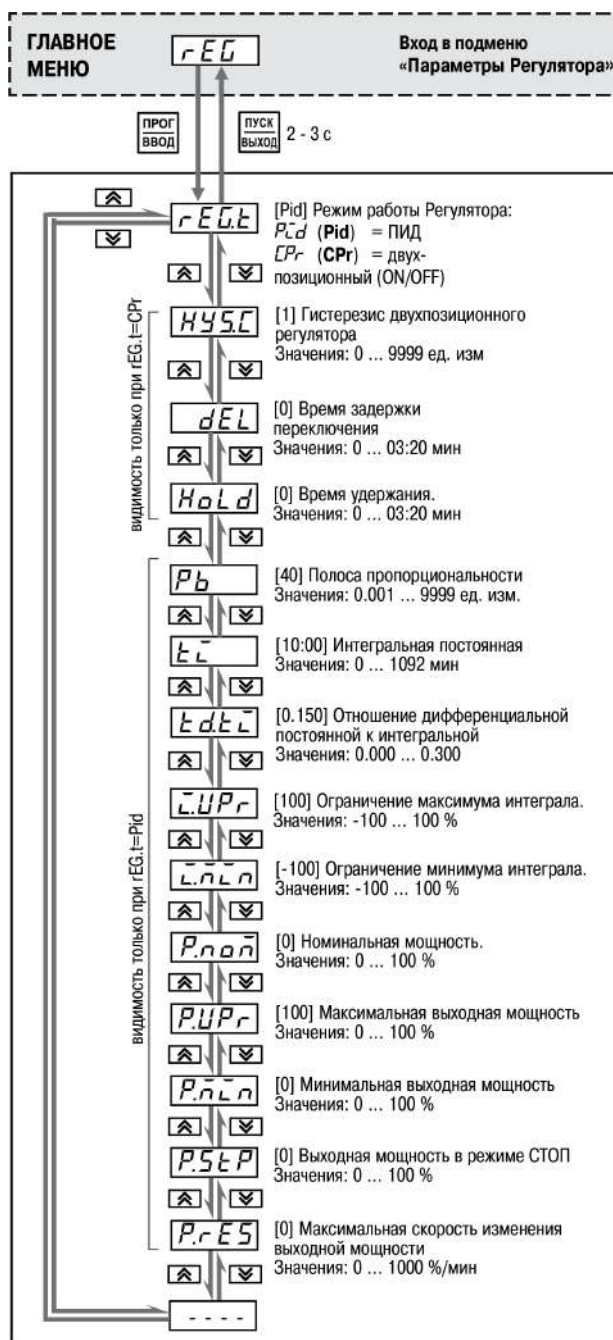 ГЛАВНОЕ
МЕНЮ
rEG
Вход в подменю
«Параметры Регулятора»
ПРОГ
ВВОД
ПУСК
ВЫХОД
2 - 3 с
rEG.t
[Pid] Режим работы Регулятора:
Pid (Pid) = ПИД
CPr (CPr) = двух-
позиционный (ON/OFF)
видимость только при rEG.t=CPr
HYS.C
[1] Гистерезис двухпозиционного
регулятора
Значения: 0 ... 9999 ед. изм
dEL
[0] Время задержки
переключения
Значения: 0 ... 03:20 мин
HoLd
[0] Время удержания.
Значения: 0 ... 03:20 мин
видимость только при rEG.t=Pid
Pb
[40] Полоса пропорциональности
Значения: 0.001 ... 9999 ед. изм.
ti
[10:00] Интегральная постоянная
Значения: 0 ... 1092 мин
td.ti
[0.150] Отношение дифференциальной
постоянной к интегральной
Значения: 0.000 ... 0.300
i.UPr
[100] Ограничение максимума интеграла.
Значения: -100 ... 100 %
i.min
[-100] Ограничение минимума интеграла.
Значения: -100 ... 100 %
P.nom
[0] Номинальная мощность.
Значения: 0 ... 100 %
P.UPr
[100] Максимальная выходная мощность
Значения: 0 ... 100 %
P.min
[0] Минимальная выходная мощность
Значения: 0 ... 100 %
P.StP
[0] Выходная мощность в режиме СТОП
Значения: 0 ... 100 %
P.rES
[0] Максимальная скорость изменения
выходной мощности
Значения: 0 ... 1000 %/мин
- - - -